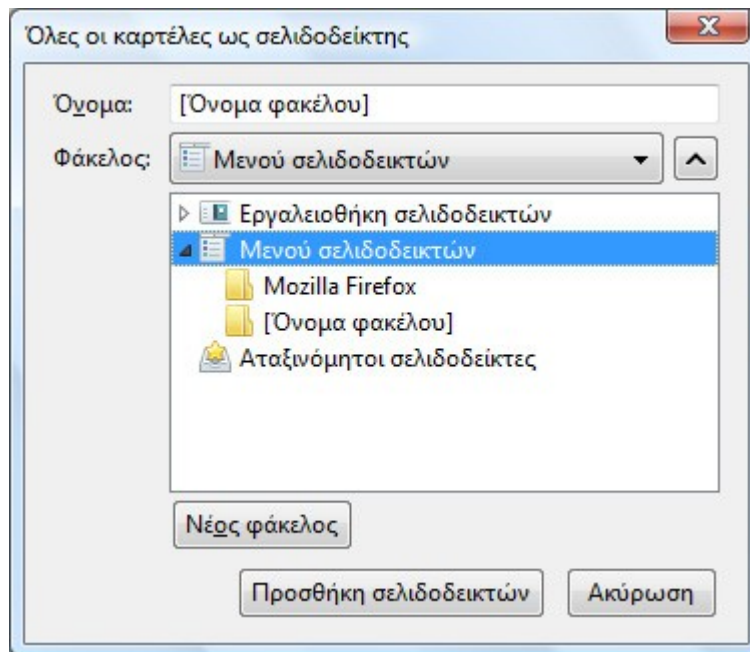 Όλες οι καρτέλες ως σελιδοδείκτης
Όνομα: [Όνομα φακέλου]
Φάκελος: Μενού σελιδοδεικτών
Εργαλειοθήκη σελιδοδεικτών
Μενού σελιδοδεικτών
Mozilla Firefox
[Όνομα φακέλου]
Αταξινόμητοι σελιδοδείκτες
Νέος φάκελος
Προσθήκη σελιδοδεικτών Ακύρωση